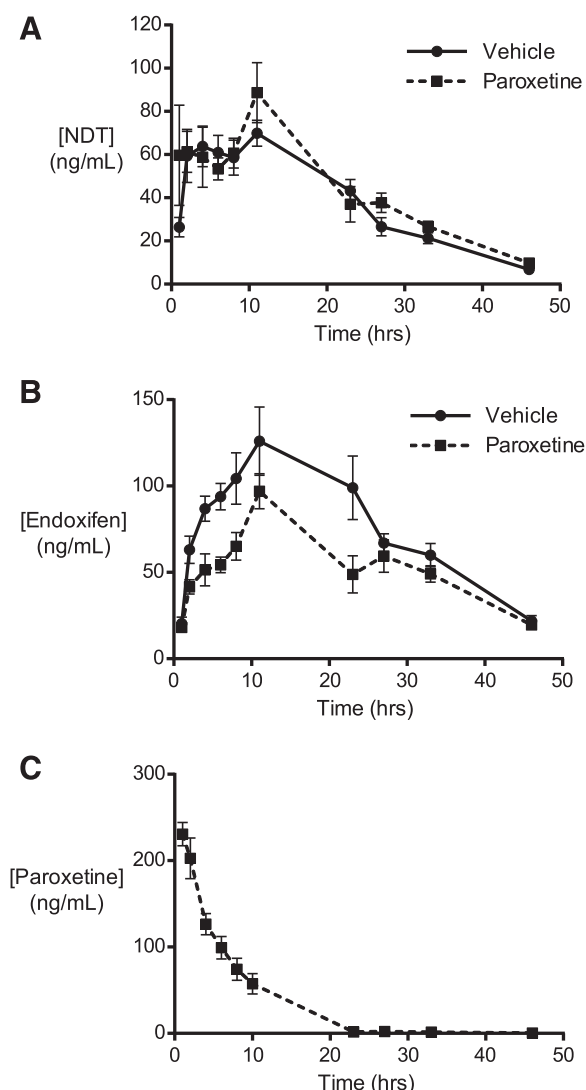 A
120
100
80
60
40
20
0
[NDT]
(ng/mL)
Vehicle
Paroxetine
0 10 20 30 40 50
Time (hrs)
B
150
100
50
0
[Endoxifen]
(ng/mL)
Vehicle
Paroxetine
0 10 20 30 40 50
Time (hrs)
C
300
200
100
0
[Paroxetine]
(ng/mL)
0 10 20 30 40 50
Time (hrs)